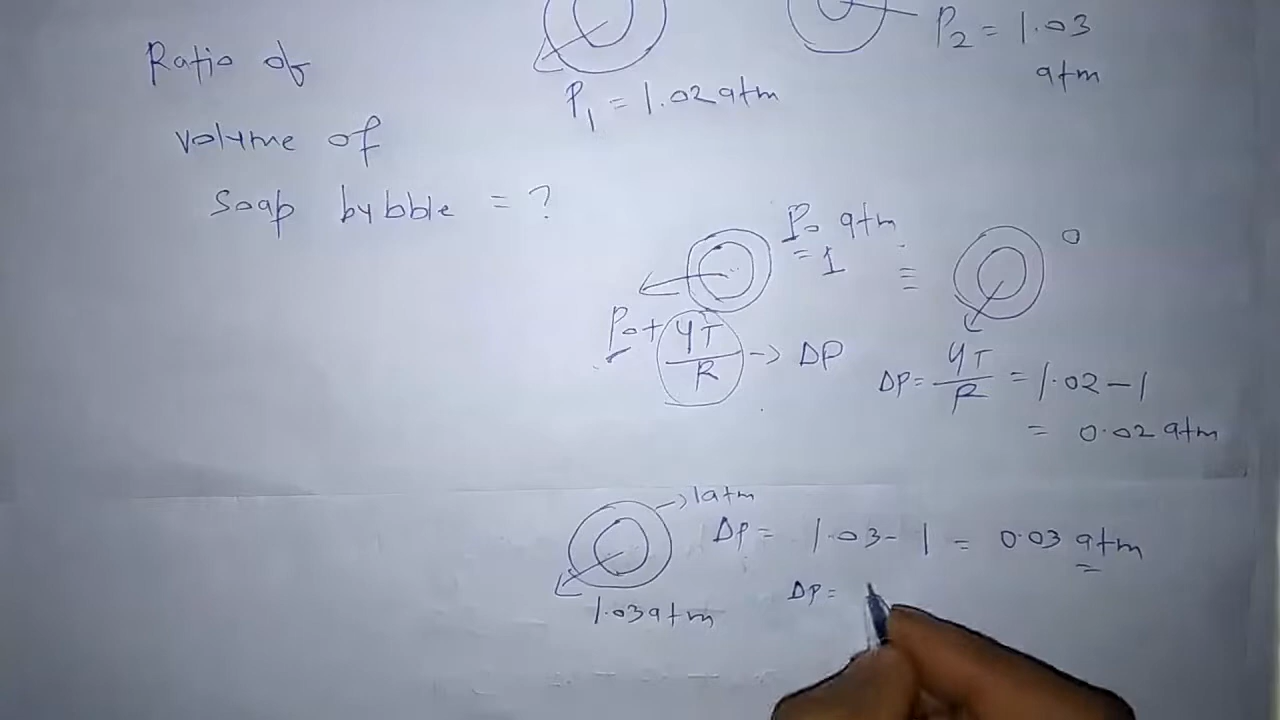 Ratio of
volume of
soap bybble = ?
P1 = 1.02 atm
P2 = 1.03
atm
P0 atm
= 1
≡
0
P0 + 4T/R → ΔP
ΔP = 4T/R = 1.02 - 1
= 0.02 atm
→ 1atm
ΔP = 1.03 - 1 = 0.03 atm
1.03 atm
ΔP =